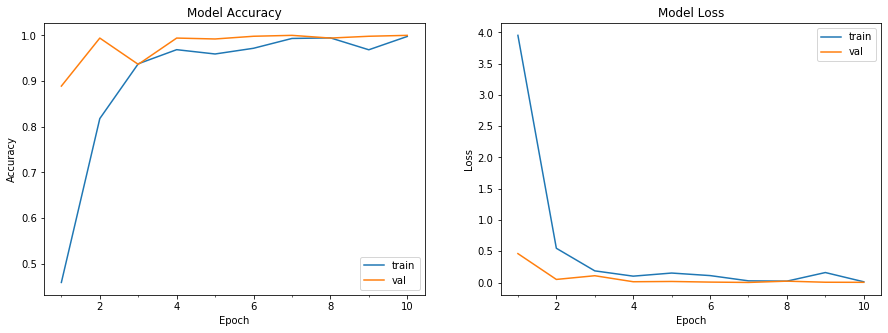 Model Accuracy
Accuracy
1.0
0.9
0.8
0.7
0.6
0.5
2
4
6
8
10
Epoch
train
val
Model Loss
Loss
4.0
3.5
3.0
2.5
2.0
1.5
1.0
0.5
0.0
2
4
6
8
10
Epoch
train
val